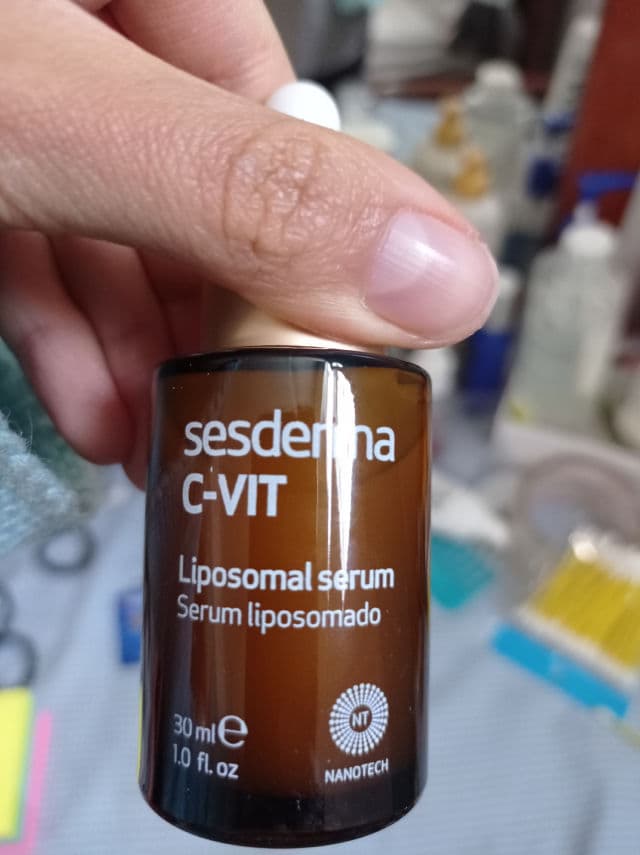 sesderma
C-VIT
Liposomal serum
Serum liposomado
30 ml e
1.0 fl. oz
NT
NANOTECH